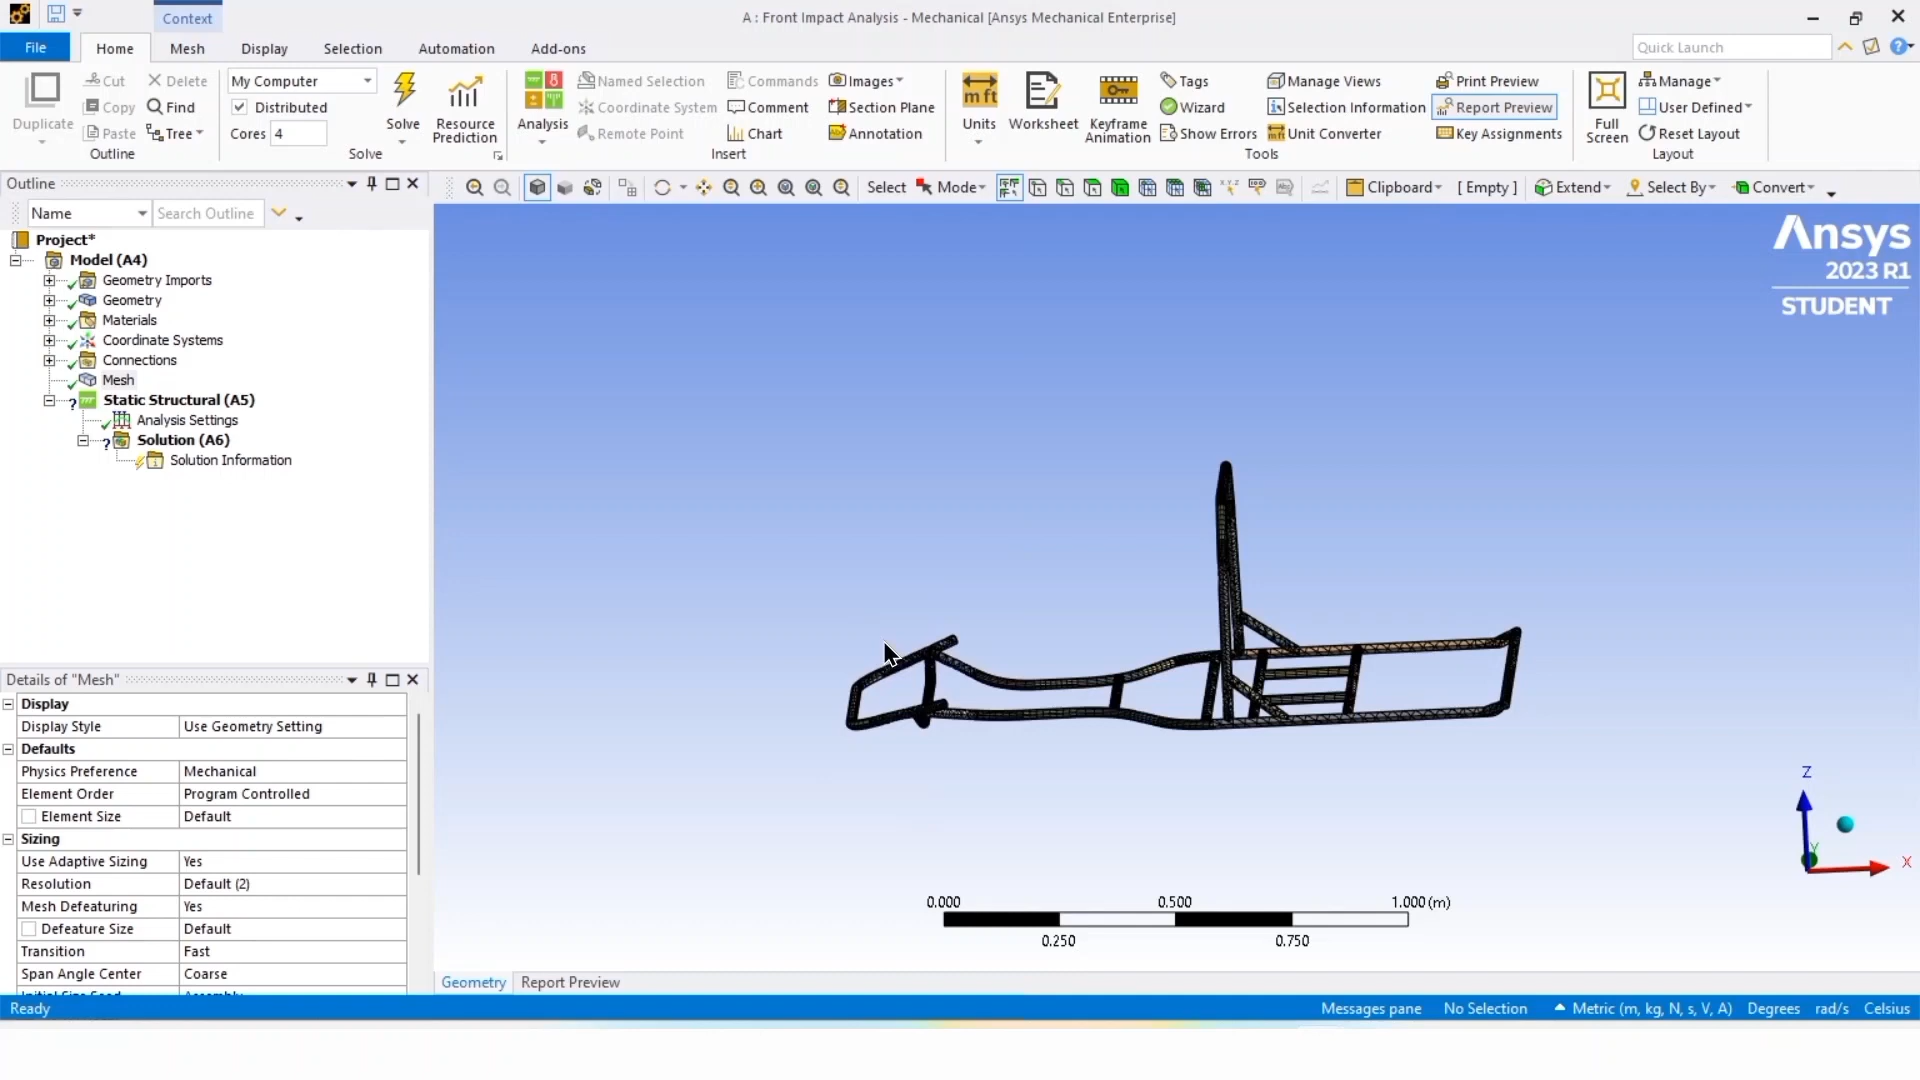 Context
A : Front Impact Analysis - Mechanical [Ansys Mechanical Enterprise]
File Home Mesh Display Selection Automation Add-ons
Quick Launch
Duplicate
Cut
Copy
Paste
Delete
Find
Tree
Outline
My Computer
Distributed
Cores 4
Solve
Resource
Prediction
Solve
Analysis
Named Selection
Coordinate System
Remote Point
Commands
Comment
Chart
Images
Section Plane
Annotation
Insert
Units
Worksheet
Keyframe
Animation
Tags
Wizard
Show Errors
Manage Views
Selection Information
Unit Converter
Print Preview
Report Preview
Key Assignments
Tools
Full
Screen
Manage
User Defined
Reset Layout
Layout
Outline
Select Mode Clipboard [ Empty ] Extend Select By Convert
Name Search Outline
Project*
Model (A4)
Geometry Imports
Geometry
Materials
Coordinate Systems
Connections
Mesh
Static Structural (A5)
Analysis Settings
Solution (A6)
Solution Information
Ansys
2023 R1
STUDENT
Details of "Mesh"
Display
Display Style Use Geometry Setting
Defaults
Physics Preference Mechanical
Element Order Program Controlled
Element Size Default
Sizing
Use Adaptive Sizing Yes
Resolution Default (2)
Mesh Defeaturing Yes
Defeature Size Default
Transition Fast
Span Angle Center Coarse
Z
Y
X
0.000 0.500 1.000 (m)
0.250 0.750
Geometry Report Preview
Ready Messages pane No Selection Metric (m, kg, N, s, V, A) Degrees rad/s Celsius